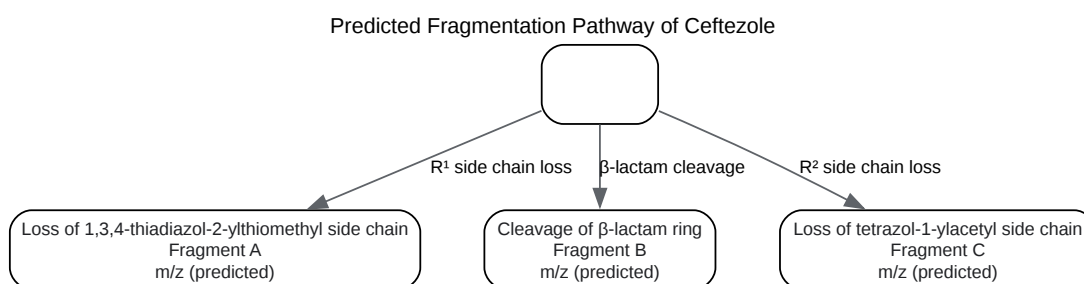 Predicted Fragmentation Pathway of Ceftezole
R¹ side chain loss
β-lactam cleavage
R² side chain loss
Loss of 1,3,4-thiadiazol-2-ylthiomethyl side chain
Fragment A
m/z (predicted)
Cleavage of β-lactam ring
Fragment B
m/z (predicted)
Loss of tetrazol-1-ylacetyl side chain
Fragment C
m/z (predicted)